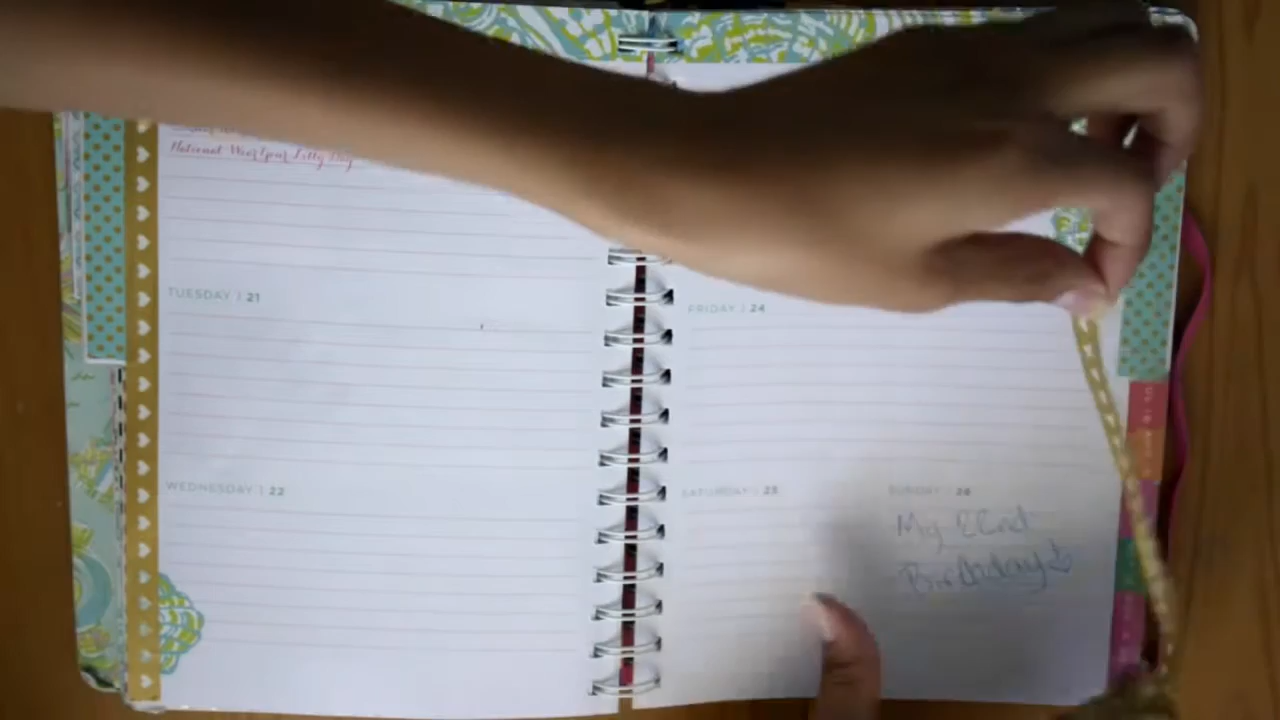 National Wear Your Lilly Day
TUESDAY | 21
WEDNESDAY | 22
FRIDAY | 24
SATURDAY | 25
SUNDAY | 26
My 22nd
Birthday